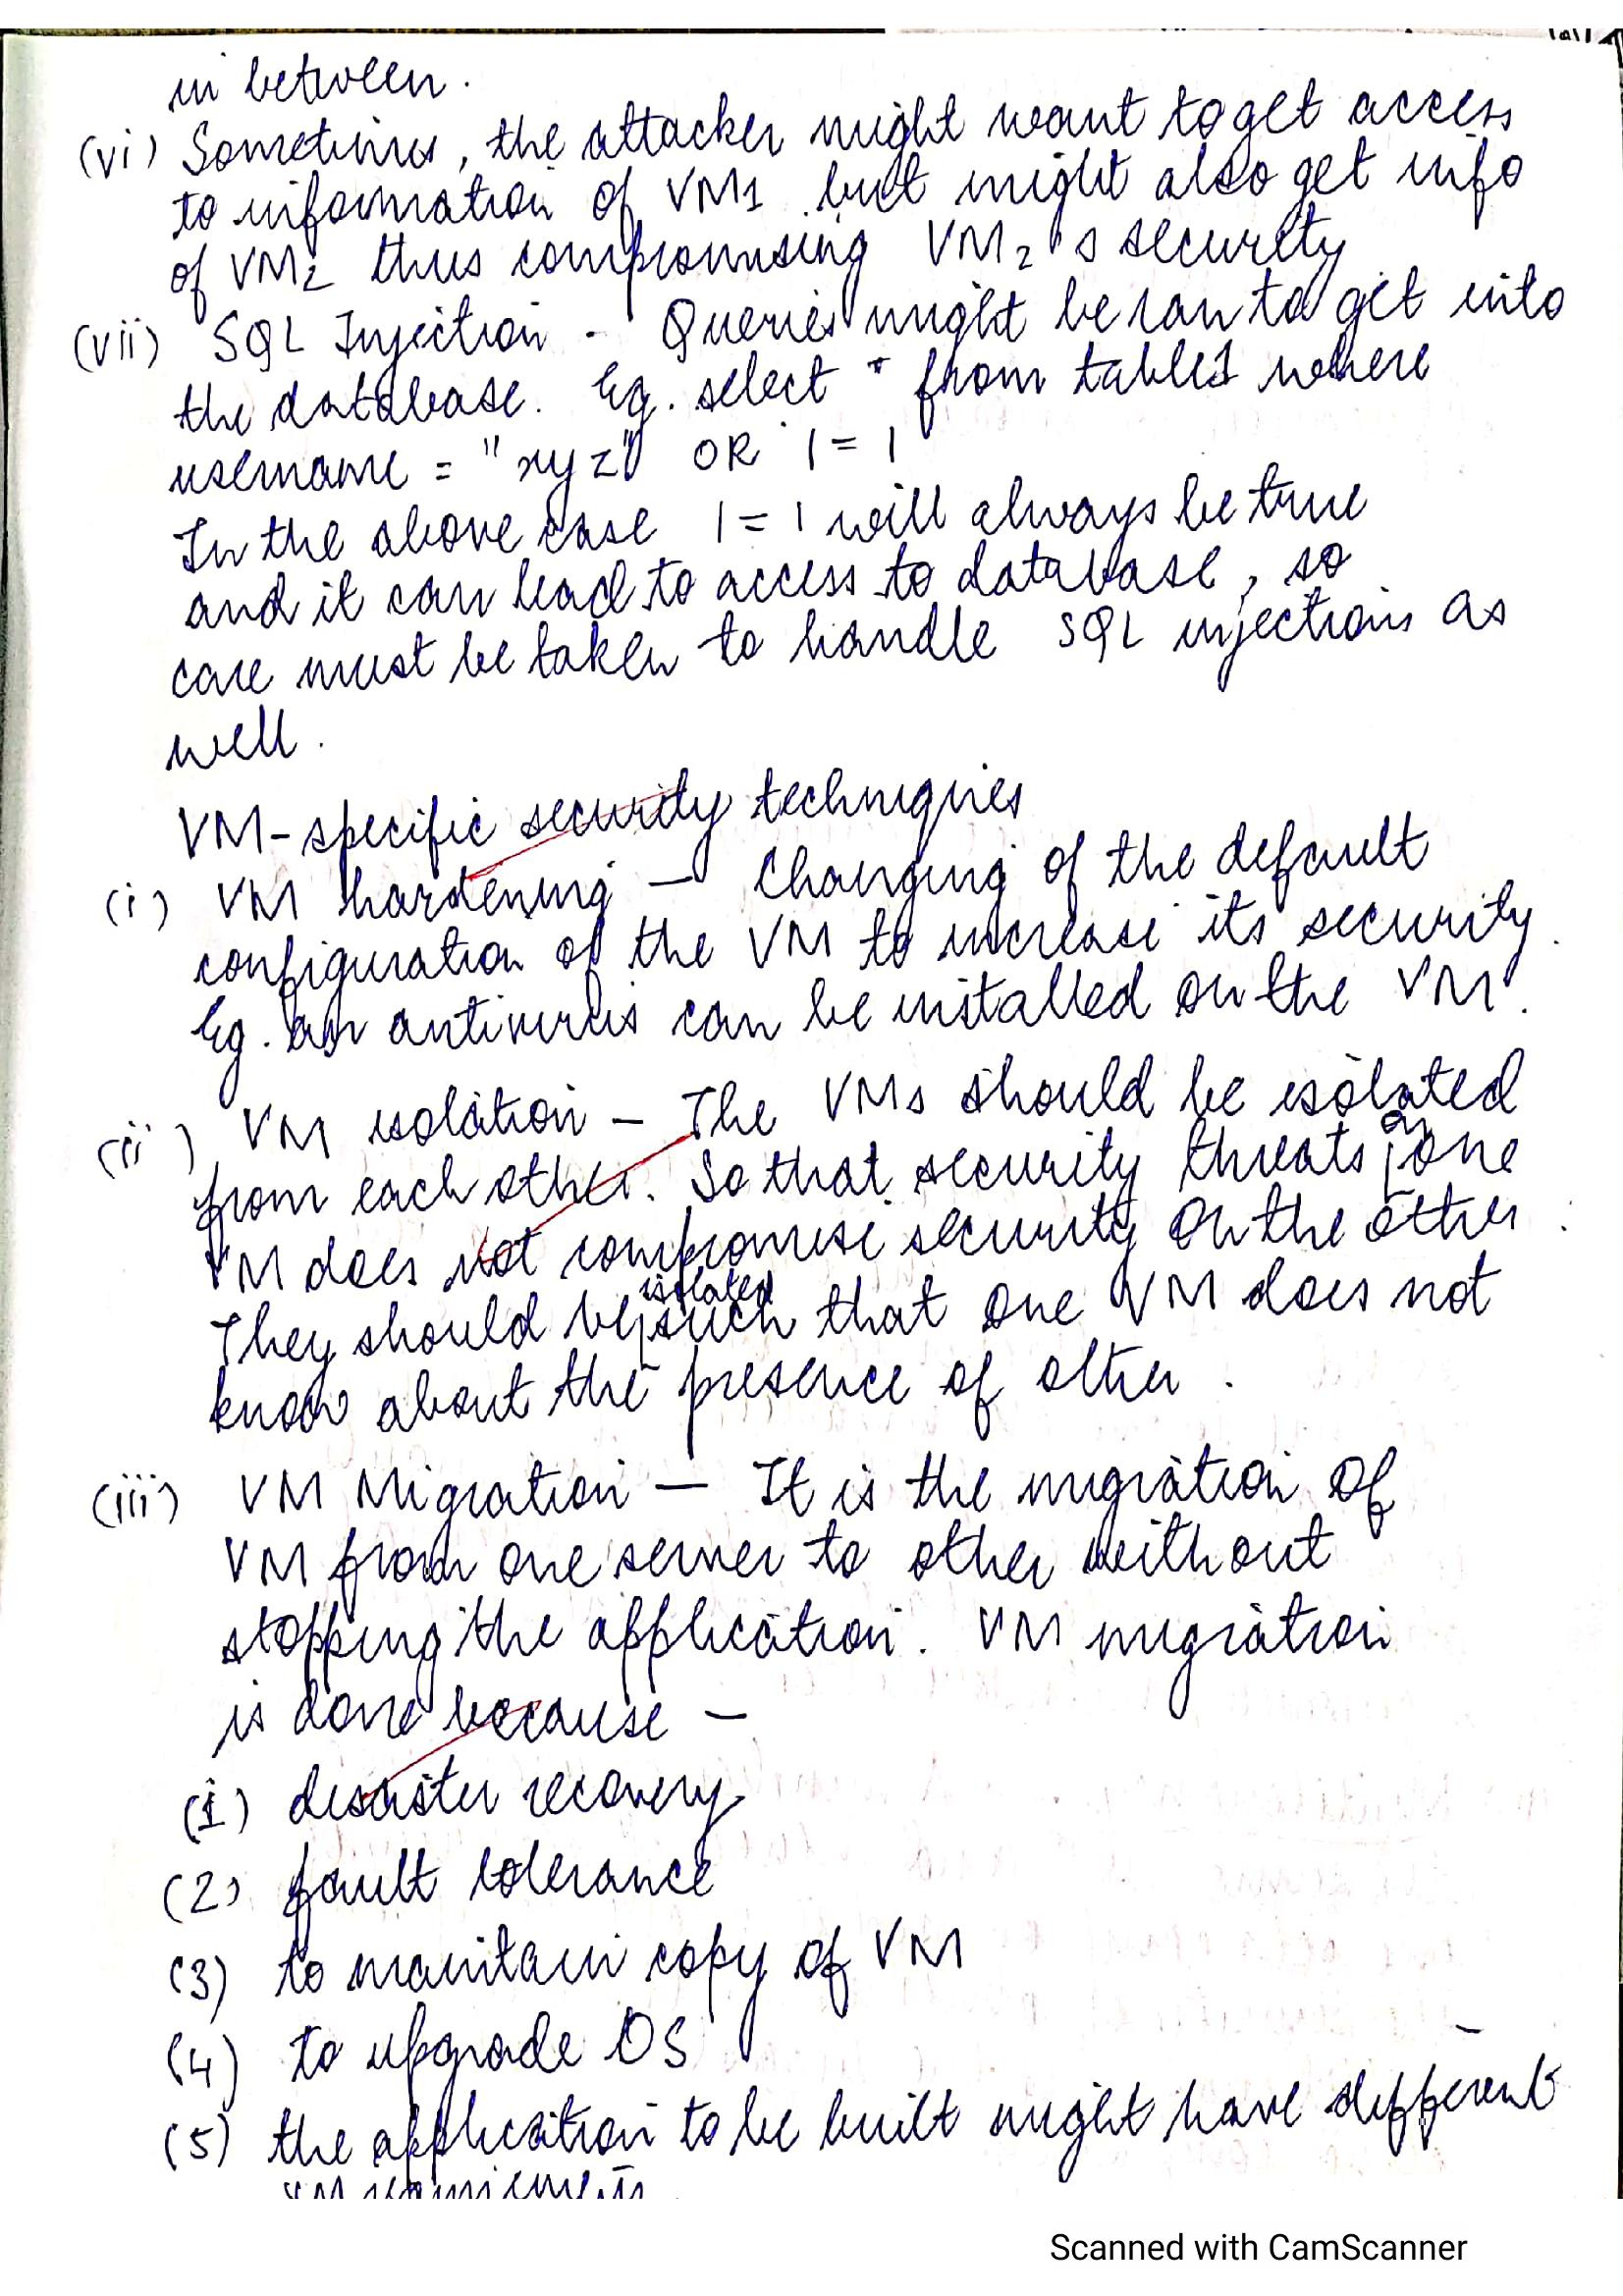 in between.
(vi) Sometimes, the attacker might want to get access
to information of VM1 but might also get info
of VM2 thus compromising VM2's security
(vii) SQL Injection - Queries might be ran to get into
the database. Eg. select * from table1 where
username = "xyz" OR 1=1
In the above case 1=1 will always be true
and it can lead to access to database, so
care must be taken to handle SQL injections as
well.
VM-specific security techniques
(i) VM hardening - Changing of the default
configuration of the VM to increase its security.
Eg. an antivirus can be installed on the VM.
(ii) VM isolation - The VMs should be isolated
from each other. So that security threats on one
VM does not compromise security on the other.
They should be isolated such that one VM does not
know about the presence of other.
(iii) VM Migration - It is the migration of
VM from one server to other without
stopping the application. VM migration
is done because -
(1) disaster recovery
(2) fault tolerance
(3) to maintain copy of VM
(4) to upgrade OS
(5) the application to be built might have different
VM requirements.
Scanned with CamScanner